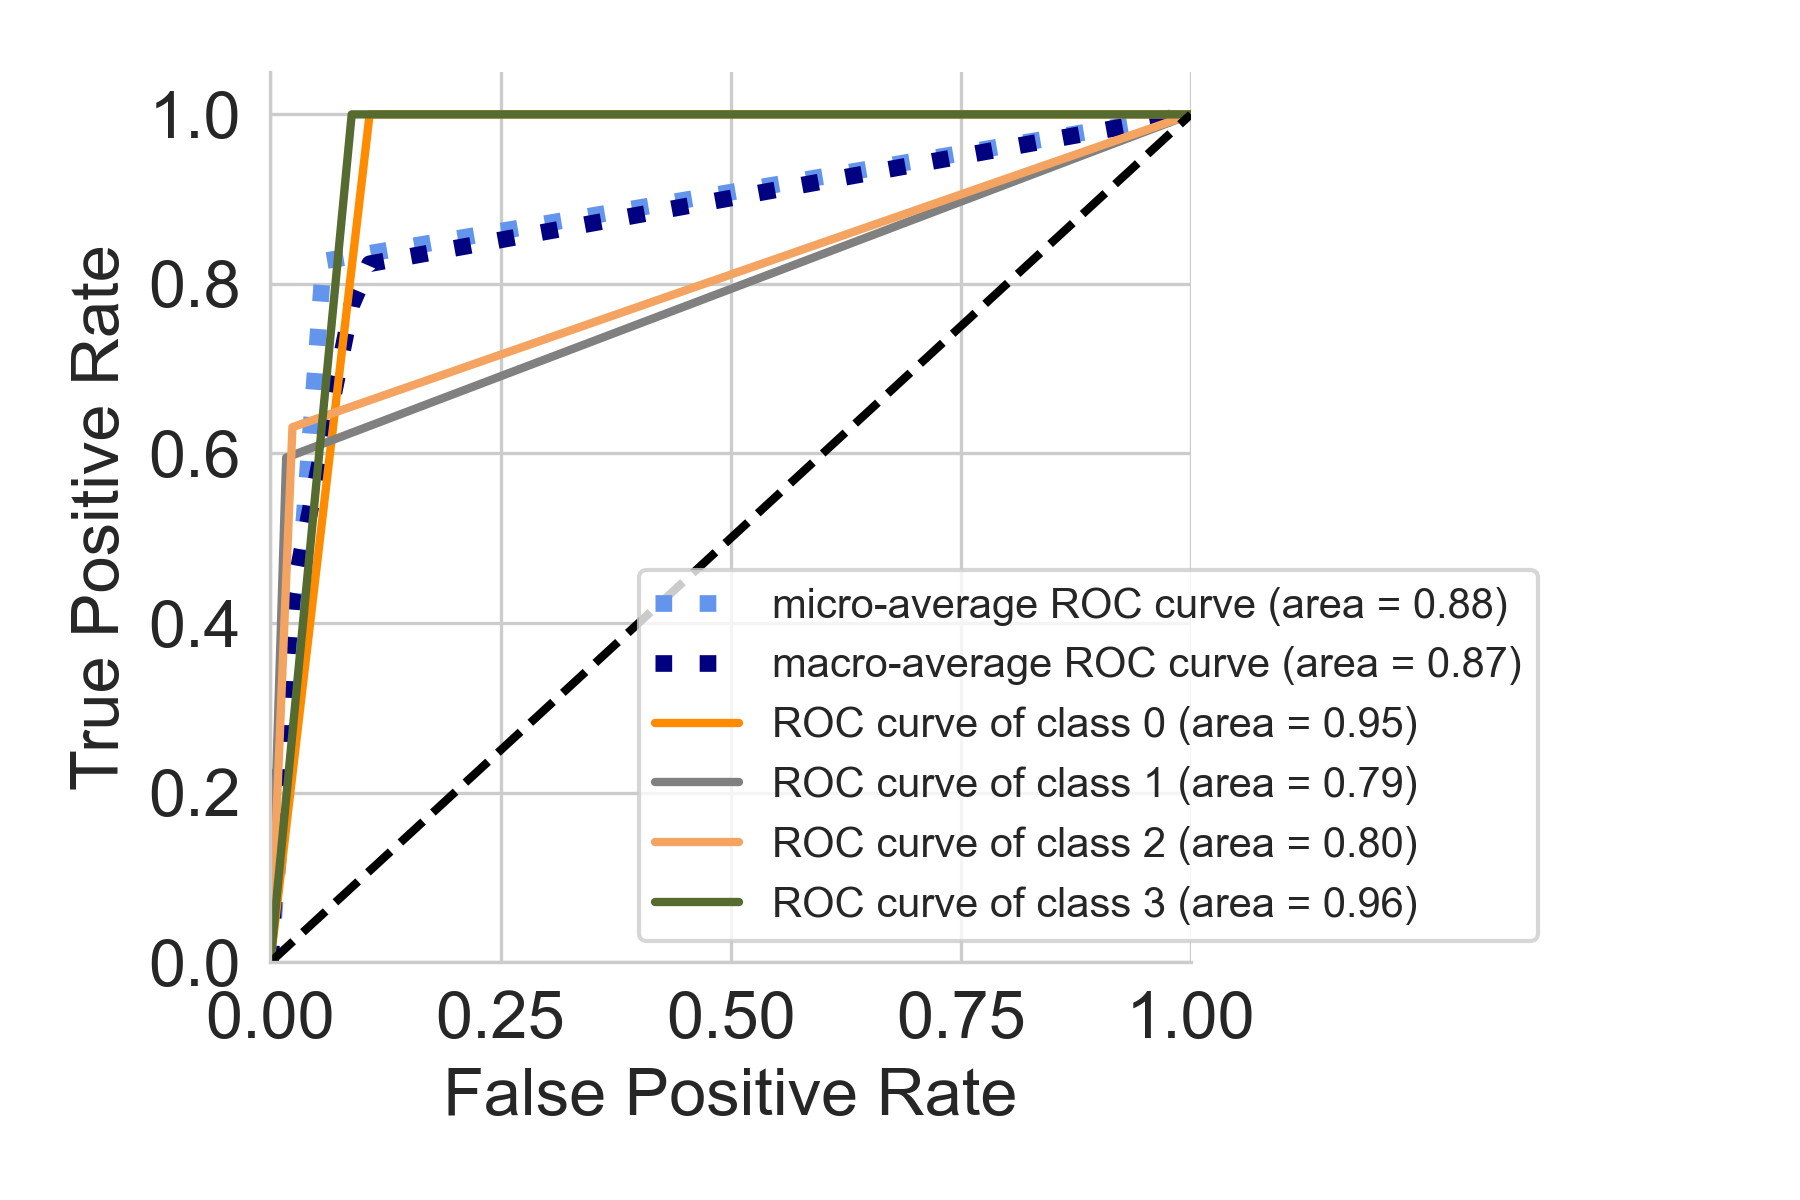 1.0
0.8
0.6
0.4
0.2
0.0
True Positive Rate
0.00 0.25 0.50 0.75 1.00
False Positive Rate
micro-average ROC curve (area = 0.88)
macro-average ROC curve (area = 0.87)
ROC curve of class 0 (area = 0.95)
ROC curve of class 1 (area = 0.79)
ROC curve of class 2 (area = 0.80)
ROC curve of class 3 (area = 0.96)